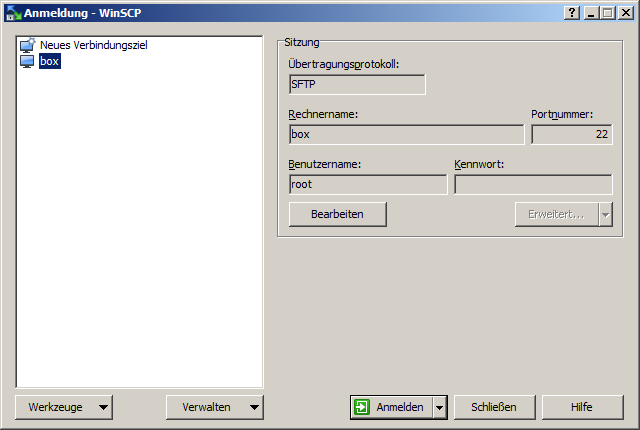 Anmeldung - WinSCP
Neues Verbindungsziel
box
Sitzung
Übertragungsprotokoll:
SFTP
Rechnername:
Portnummer:
box
22
Benutzername:
Kennwort:
root
Bearbeiten
Erweitert...
Werkzeuge
Verwalten
Anmelden
Schließen
Hilfe